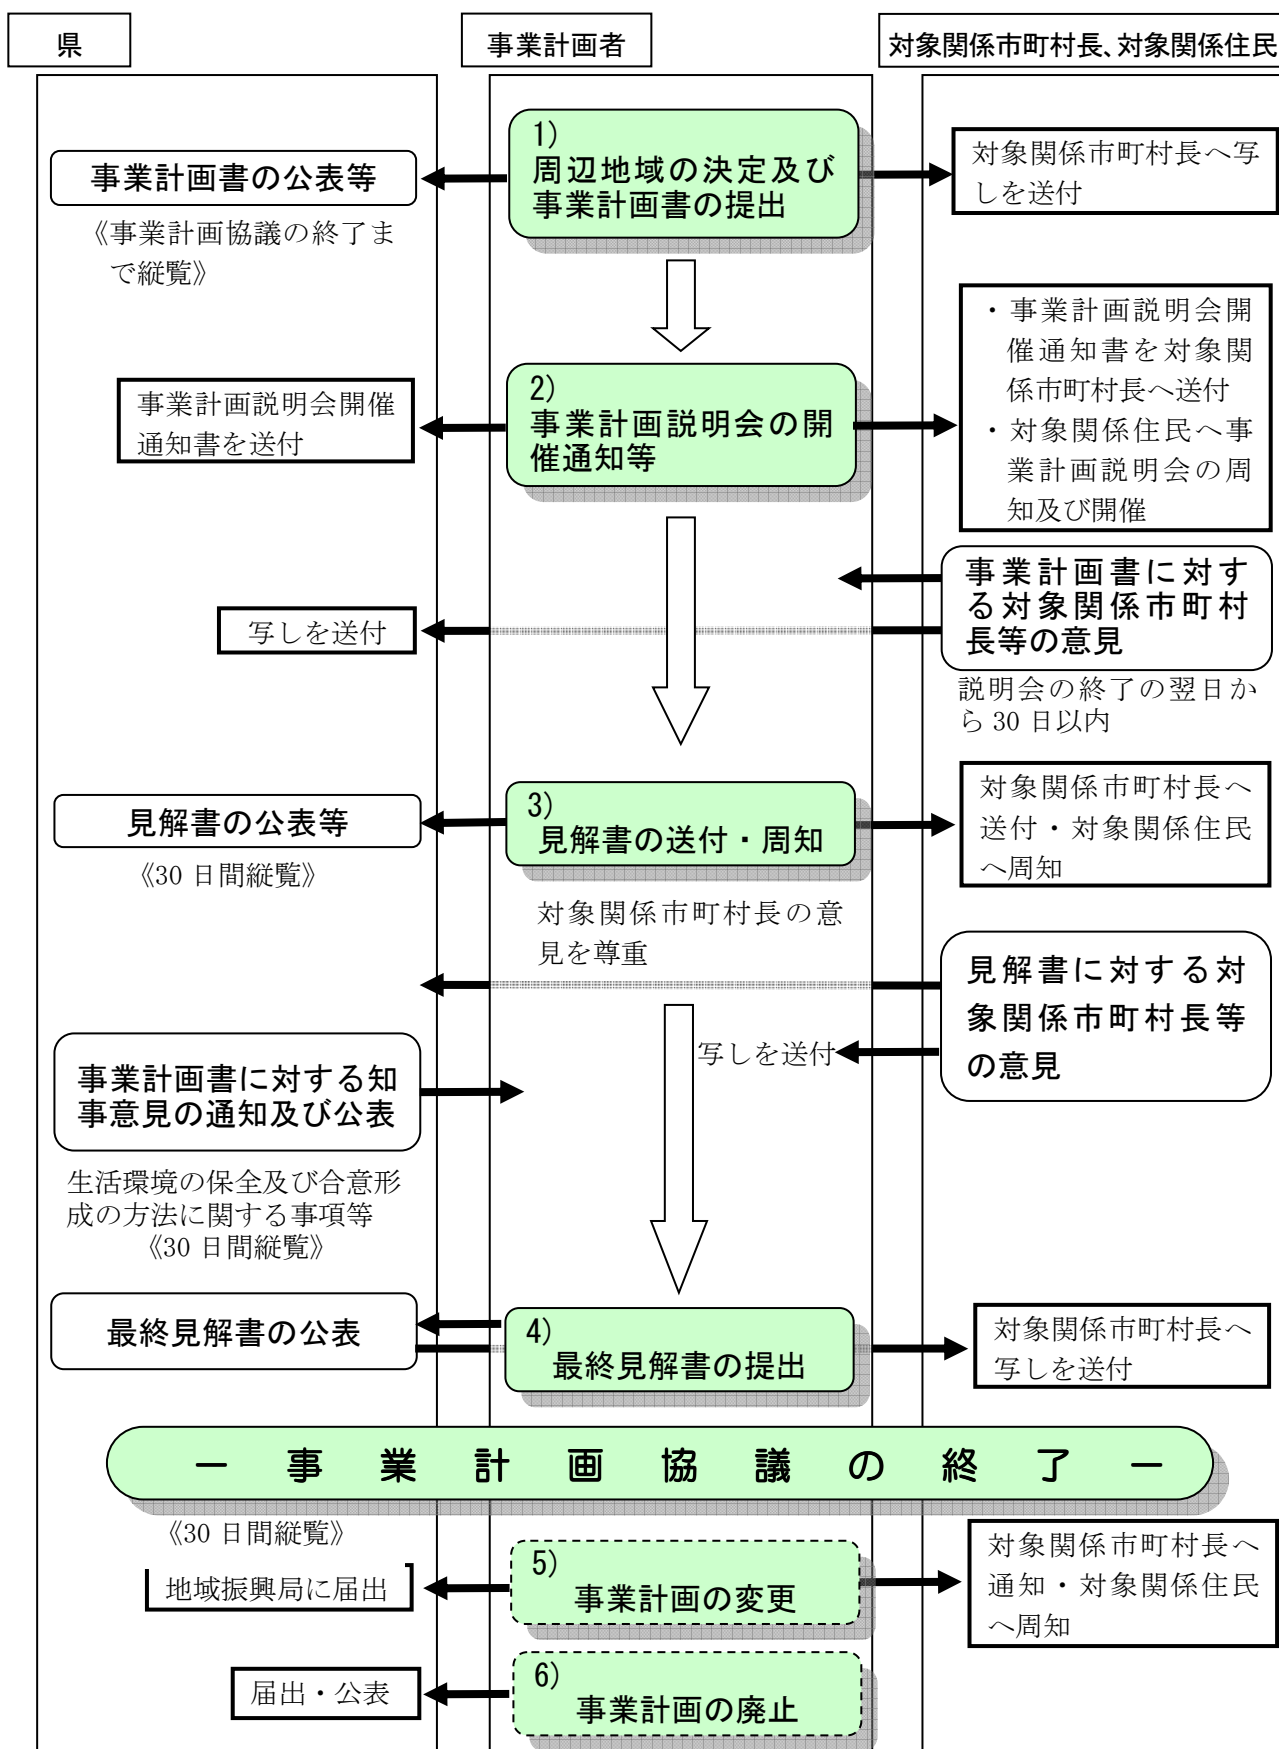 県
事業計画者
対象関係市町村長、対象関係住民
1)
周辺地域の決定及び
事業計画書の提出
事業計画書の公表等
《事業計画協議の終了ま
で縦覧》
対象関係市町村長へ写
しを送付
2)
事業計画説明会の開
催通知等
事業計画説明会開催
通知書を送付
・事業計画説明会開
催通知書を対象関
係市町村長へ送付
・対象関係住民へ事
業計画説明会の周
知及び開催
事業計画書に対す
る対象関係市町村
長等の意見
写しを送付
説明会の終了の翌日か
ら 30 日以内
3)
見解書の送付・周知
見解書の公表等
《30 日間縦覧》
対象関係市町村長へ
送付・対象関係住民
へ周知
対象関係市町村長の意
見を尊重
見解書に対する対
象関係市町村長等
の意見
写しを送付
事業計画書に対する知
事意見の通知及び公表
生活環境の保全及び合意形
成の方法に関する事項等
《30 日間縦覧》
4)
最終見解書の提出
最終見解書の公表
対象関係市町村長へ
写しを送付
－事業計画協議の終了－
《30 日間縦覧》
5)
事業計画の変更
地域振興局に届出
対象関係市町村長へ
通知・対象関係住民
へ周知
6)
事業計画の廃止
届出・公表